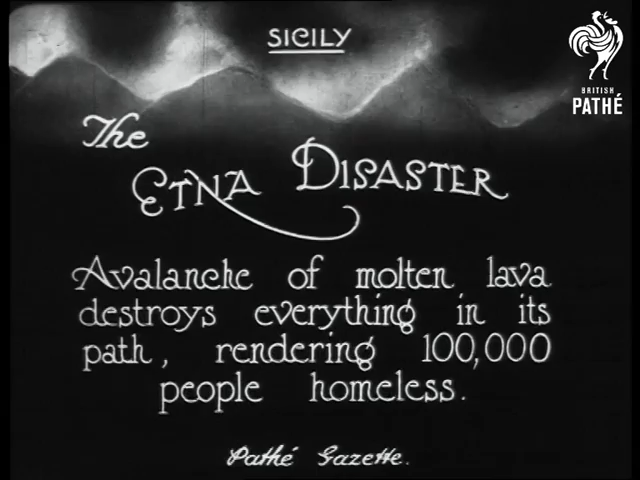 SICILY
BRITISH
PATHÉ
The
ETNA DISASTER
Avalanche of molten lava
destroys everything in its
path, rendering 100,000
people homeless.
Pathé Gazette.